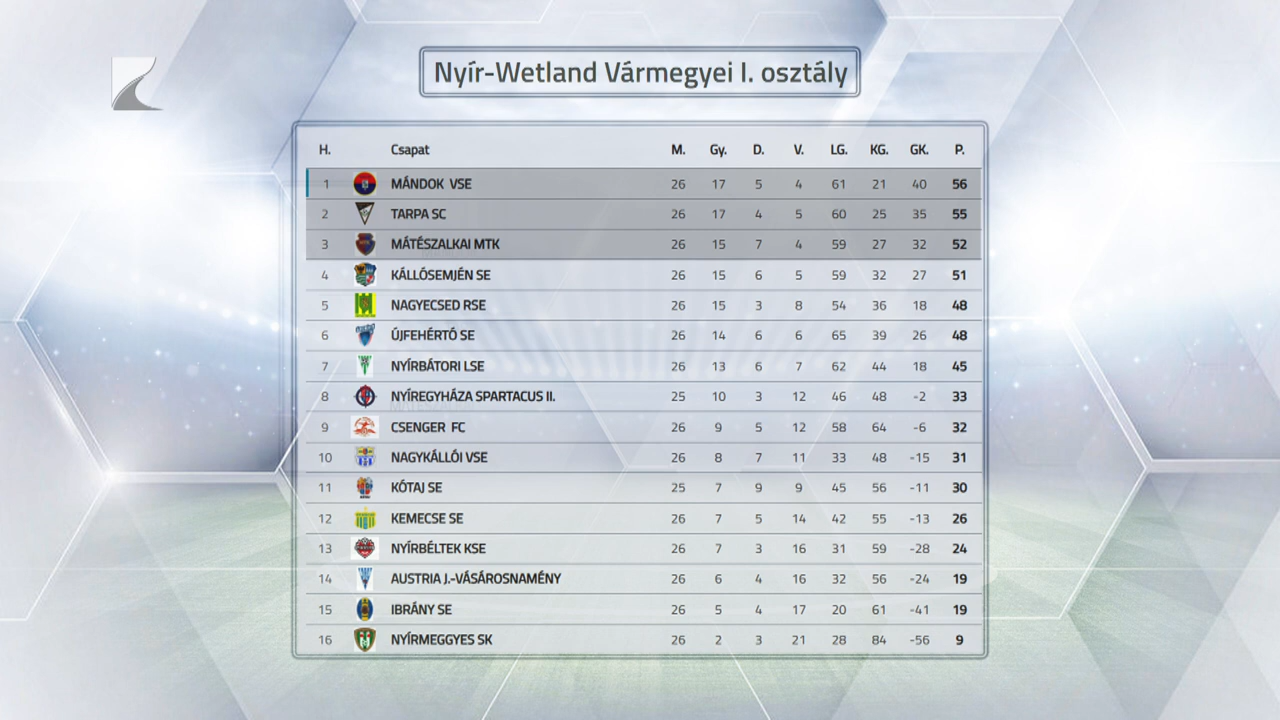 Nyír-Wetland Vármegyei I. osztály
H. Csapat M. Gy. D. V. LG. KG. GK. P.
1 MÁNDOK VSE 26 17 5 4 61 21 40 56
2 TARPA SC 26 17 4 5 60 25 35 55
3 MÁTÉSZALKAI MTK 26 15 7 4 59 27 32 52
4 KÁLLÓSEMJÉN SE 26 15 6 5 59 32 27 51
5 NAGYECSED RSE 26 15 3 8 54 36 18 48
6 ÚJFEHÉRTÓ SE 26 14 6 6 65 39 26 48
7 NYÍRBÁTORI LSE 26 13 6 7 62 44 18 45
8 NYÍREGYHÁZA SPARTACUS II. 25 10 3 12 46 48 -2 33
9 CSENGER FC 26 9 5 12 58 64 -6 32
10 NAGYKÁLLÓI VSE 26 8 7 11 33 48 -15 31
11 KÓTAJ SE 25 7 9 9 45 56 -11 30
12 KEMECSE SE 26 7 5 14 42 55 -13 26
13 NYÍRBÉLTEK KSE 26 7 3 16 31 59 -28 24
14 AUSTRIA J.-VÁSÁROSNAMÉNY 26 6 4 16 32 56 -24 19
15 IBRÁNY SE 26 5 4 17 20 61 -41 19
16 NYÍRMEGGYES SK 26 2 3 21 28 84 -56 9